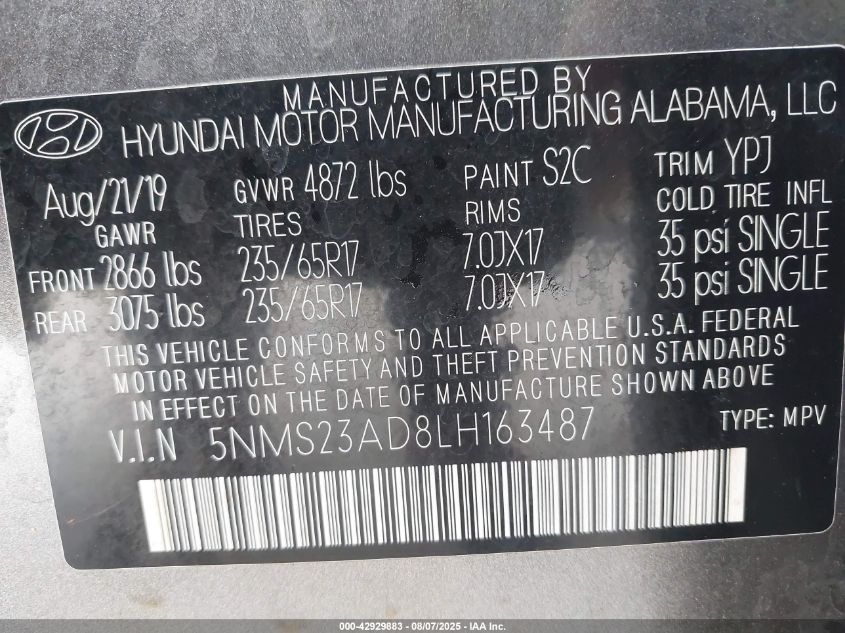 MANUFACTURED BY
HYUNDAI MOTOR MANUFACTURING ALABAMA, LLC
Aug/21/19 GVWR 4872 lbs PAINT S2C TRIM YPJ
GAWR TIRES RIMS COLD TIRE INFL
FRONT 2866 lbs 235/65R17 7.0JX17 35 psi SINGLE
REAR 3075 lbs 235/65R17 7.0JX17 35 psi SINGLE
THIS VEHICLE CONFORMS TO ALL APPLICABLE U.S.A. FEDERAL
MOTOR VEHICLE SAFETY AND THEFT PREVENTION STANDARDS
IN EFFECT ON THE DATE OF MANUFACTURE SHOWN ABOVE
V.I.N 5NMS23AD8LH163487 TYPE: MPV
000-42929883 - 08/07/2025 - IAA Inc.